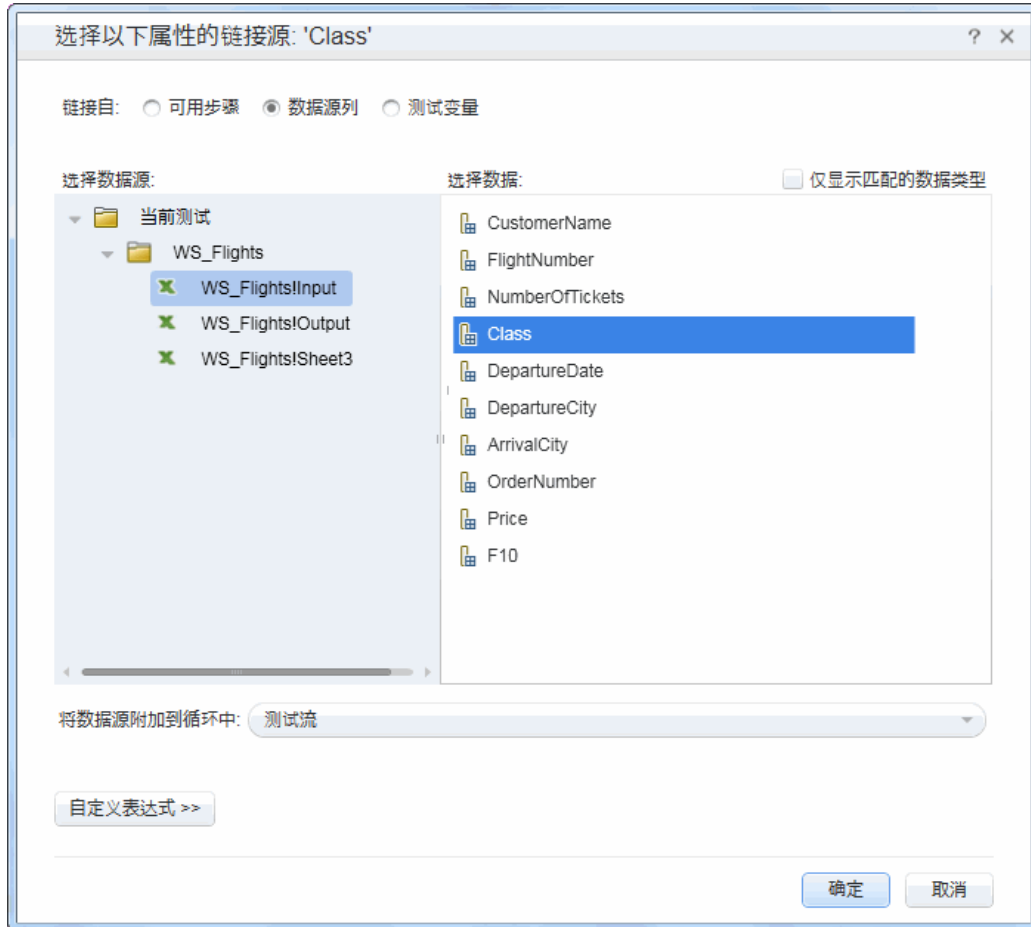 选择以下属性的链接源: 'Class'
链接自: 可用步骤 数据源列 测试变量
选择数据源:
选择数据:
仅显示匹配的数据类型
当前测试
WS_Flights
WS_Flights!Input
WS_Flights!Output
WS_Flights!Sheet3
CustomerName
FlightNumber
NumberOfTickets
Class
DepartureDate
DepartureCity
ArrivalCity
OrderNumber
Price
F10
将数据源附加到循环中: 测试流
自定义表达式 >>
确定 取消